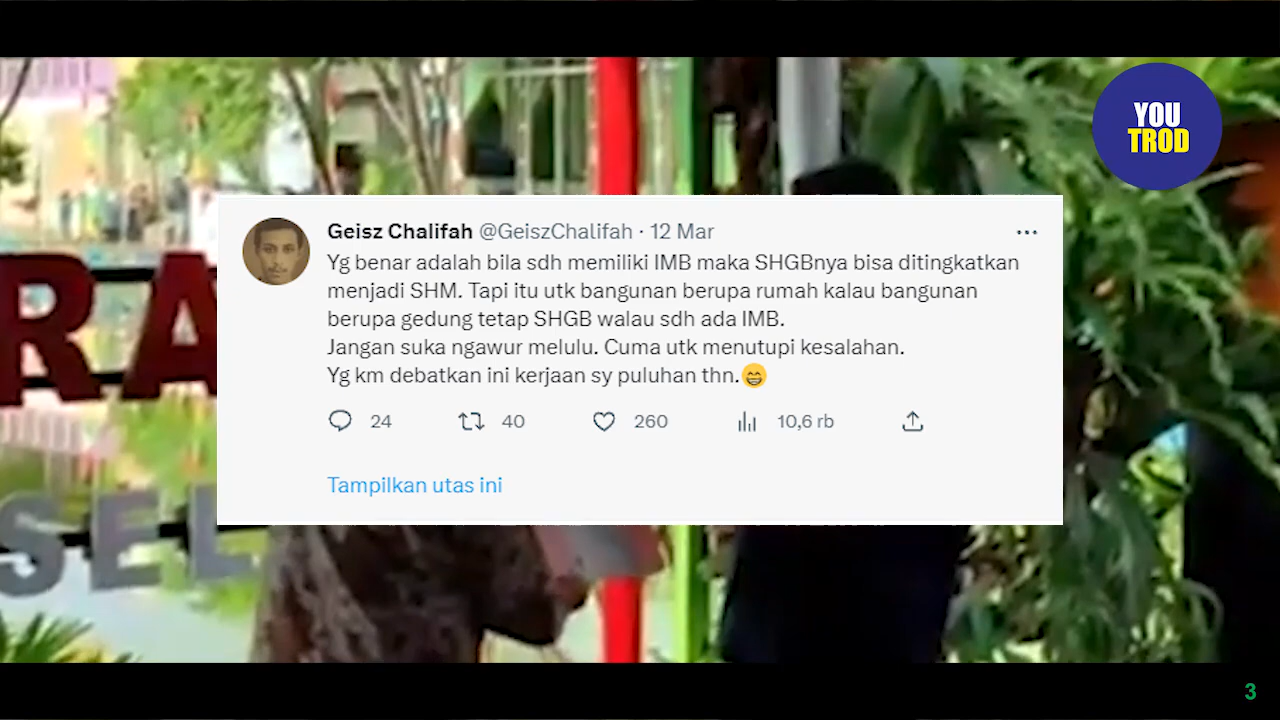 YOU
TROD
Geisz Chalifah @GeiszChalifah · 12 Mar
Yg benar adalah bila sdh memiliki IMB maka SHGBnya bisa ditingkatkan
menjadi SHM. Tapi itu utk bangunan berupa rumah kalau bangunan
berupa gedung tetap SHGB walau sdh ada IMB.
Jangan suka ngawur melulu. Cuma utk menutupi kesalahan.
Yg km debatkan ini kerjaan sy puluhan thn.😁
24 40 260 10,6 rb
Tampilkan utas ini
RA
SEL
3